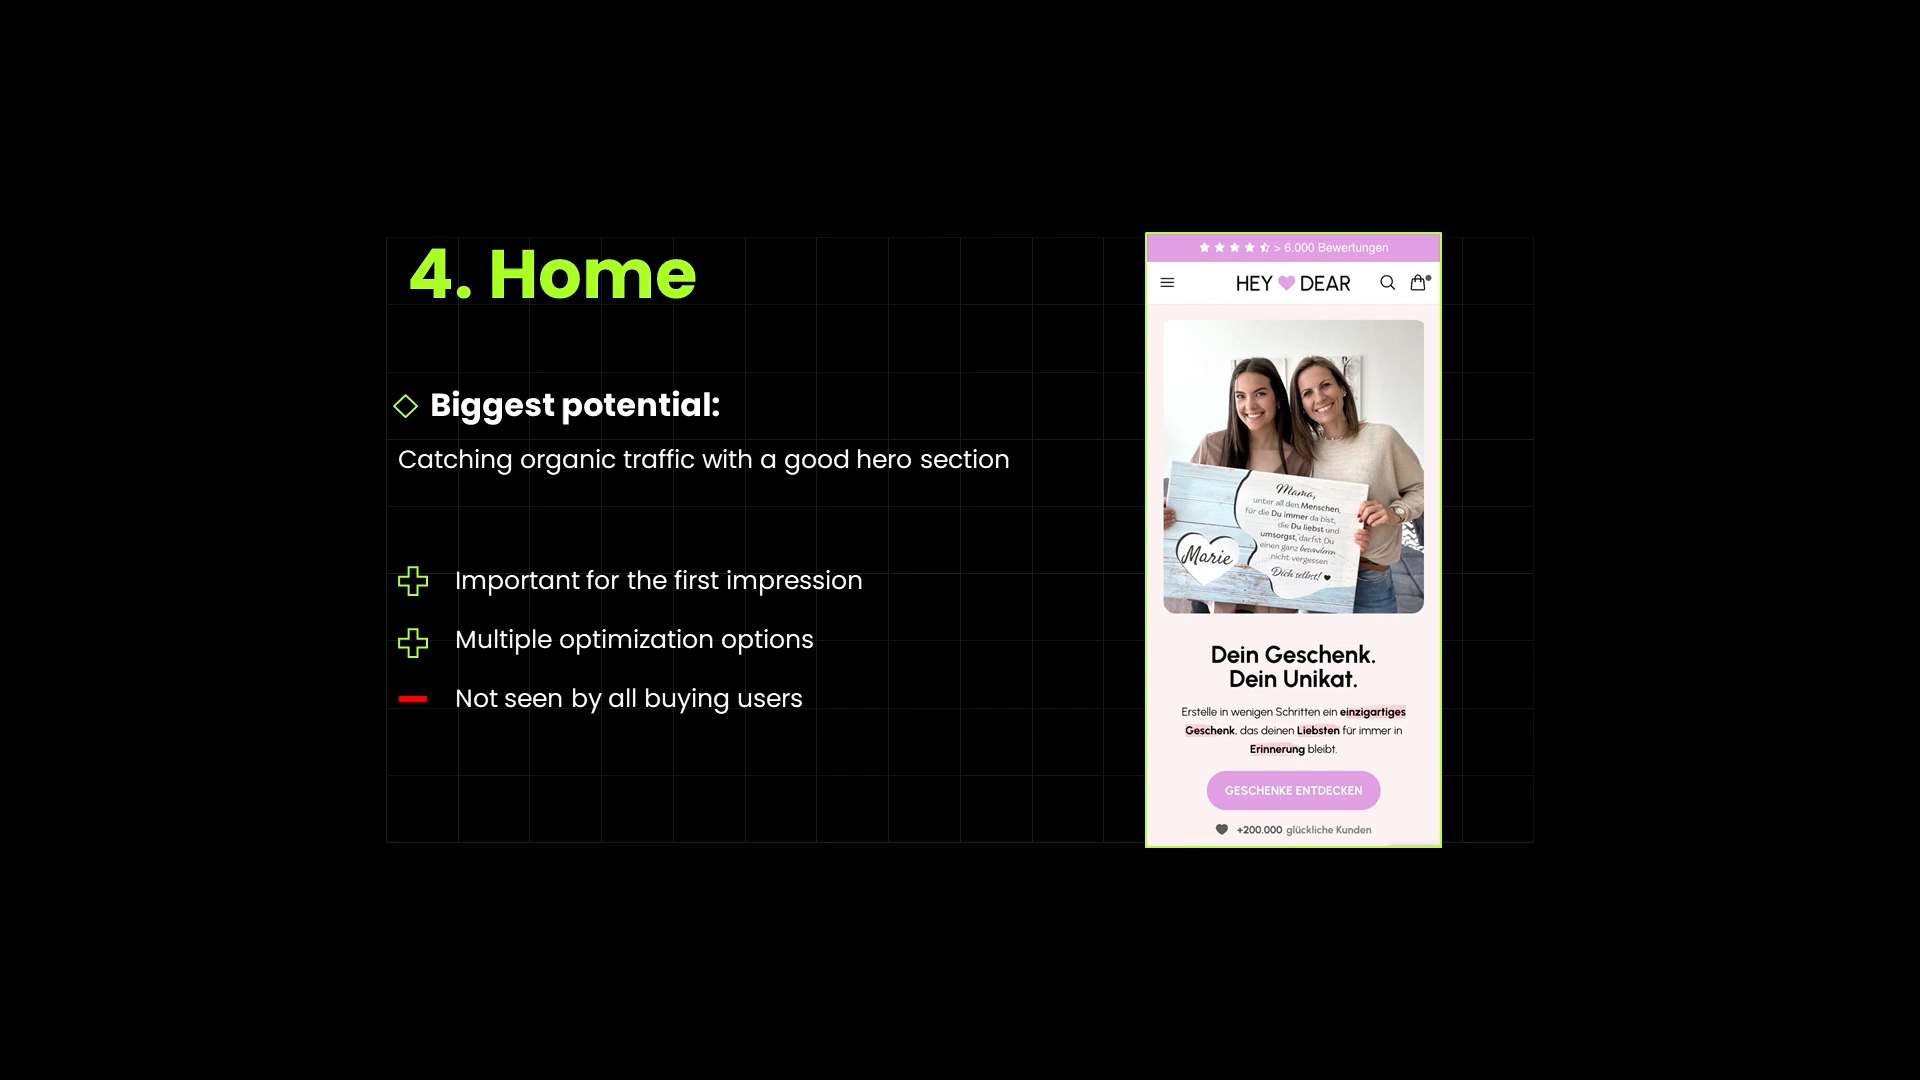 4. Home
Biggest potential:
Catching organic traffic with a good hero section
Important for the first impression
Multiple optimization options
Not seen by all buying users
> 6.000 Bewertungen
HEY DEAR
Mama,
unter all den Menschen,
für die Du immer da bist,
die Du liebst und
umsorgst, darfst Du
einen ganz besonderen
nicht vergessen
Dich selbst!
Marie
Dein Geschenk.
Dein Unikat.
Erstelle in wenigen Schritten ein einzigartiges
Geschenk, das deinen Liebsten für immer in
Erinnerung bleibt.
GESCHENKE ENTDECKEN
+200.000 glückliche Kunden